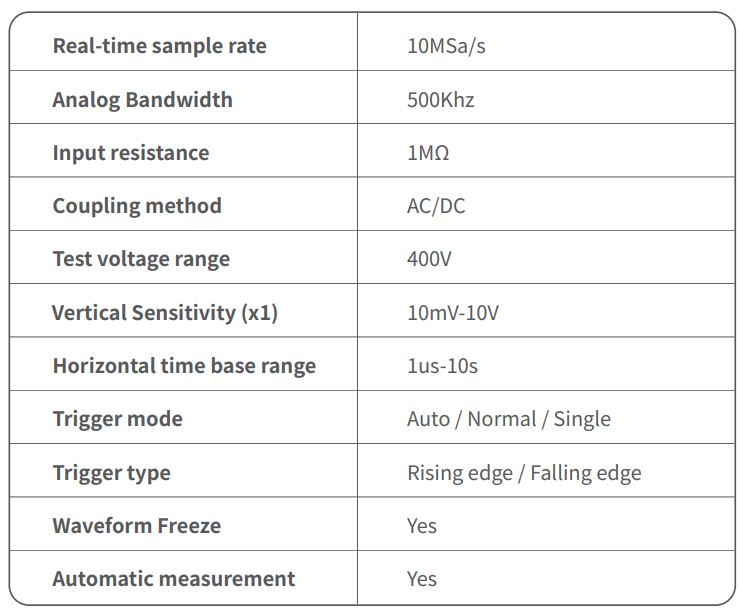 Real-time sample rate 10MSa/s
Analog Bandwidth 500Khz
Input resistance 1MΩ
Coupling method AC/DC
Test voltage range 400V
Vertical Sensitivity (x1) 10mV-10V
Horizontal time base range 1us-10s
Trigger mode Auto / Normal / Single
Trigger type Rising edge / Falling edge
Waveform Freeze Yes
Automatic measurement Yes